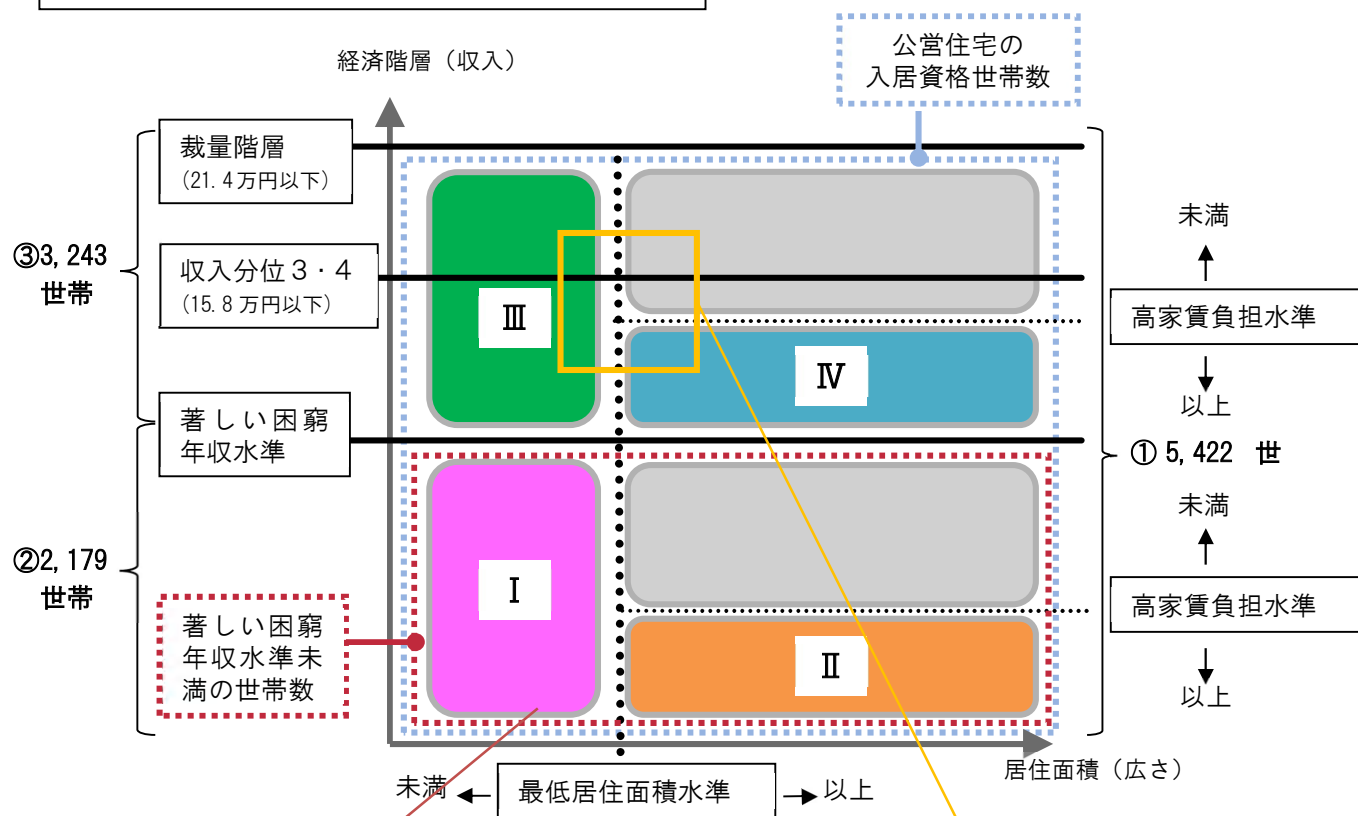 公営住宅の
入居資格世帯数
経済階層（収入）
裁量階層
(21.4万円以下)
③3,243
世帯
収入分位３・４
(15.8万円以下)
著しい困窮
年収水準
②2,179
世帯
著しい困窮
年収水準未
満の世帯数
Ⅲ
Ⅳ
Ⅰ
Ⅱ
未満
高家賃負担水準
以上
① 5,422 世
未満
高家賃負担水準
以上
居住面積（広さ）
未満
最低居住面積水準
以上